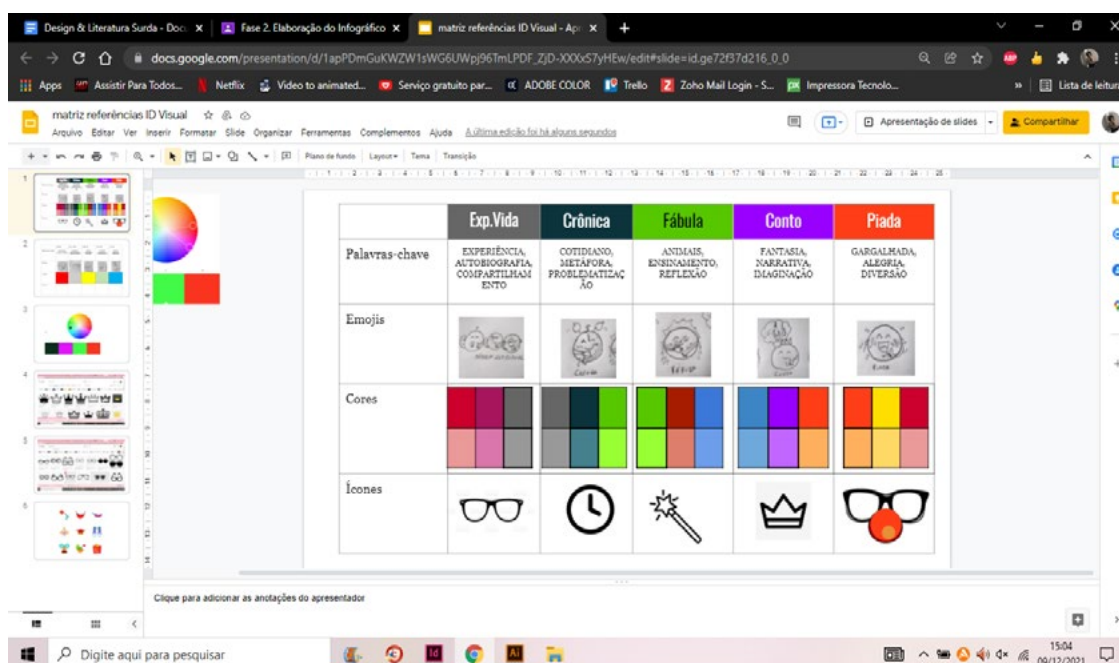 Design & Literatura Surda - Doc
Fase 2. Elaboração do Infográfico
matriz referências ID Visual - Apr
docs.google.com/presentation/d/1apPDmGuKWZW1sWG6UWpj96TmLPDF_ZjD-XXXxS7yHEw/edit#slide=id.ge72f37d216_0_0
Apps
Assistir Para Todos...
Netflix
Video to animated...
Serviço gratuito par...
ADOBE COLOR
Trello
Zoho Mail Login - S...
Impressora Tecnolo...
»
Lista de leitura
matriz referências ID Visual
Arquivo Editar Ver Inserir Formatar Slide Organizar Ferramentas Complementos Ajuda A última edição foi há alguns segundos
Apresentação de slides
Compartilhar
Plano de fundo Layout Tema Transição
Exp.Vida Crônica Fábula Conto Piada
Palavras-chave
EXPERIÊNCIA,
AUTOBIOGRAFIA,
COMPARTILHAM
ENTO
COTIDIANO,
METÁFORA,
PROBLEMATIZAÇ
ÃO
ANIMAIS,
ENSINAMENTO,
REFLEXÃO
FANTASIA,
NARRATIVA,
IMAGINAÇÃO
GARGALHADA,
ALEGRIA,
DIVERSÃO
Emojis
Cores
Ícones
Clique para adicionar as anotações do apresentador
Digite aqui para pesquisar
15:04
09/12/2021